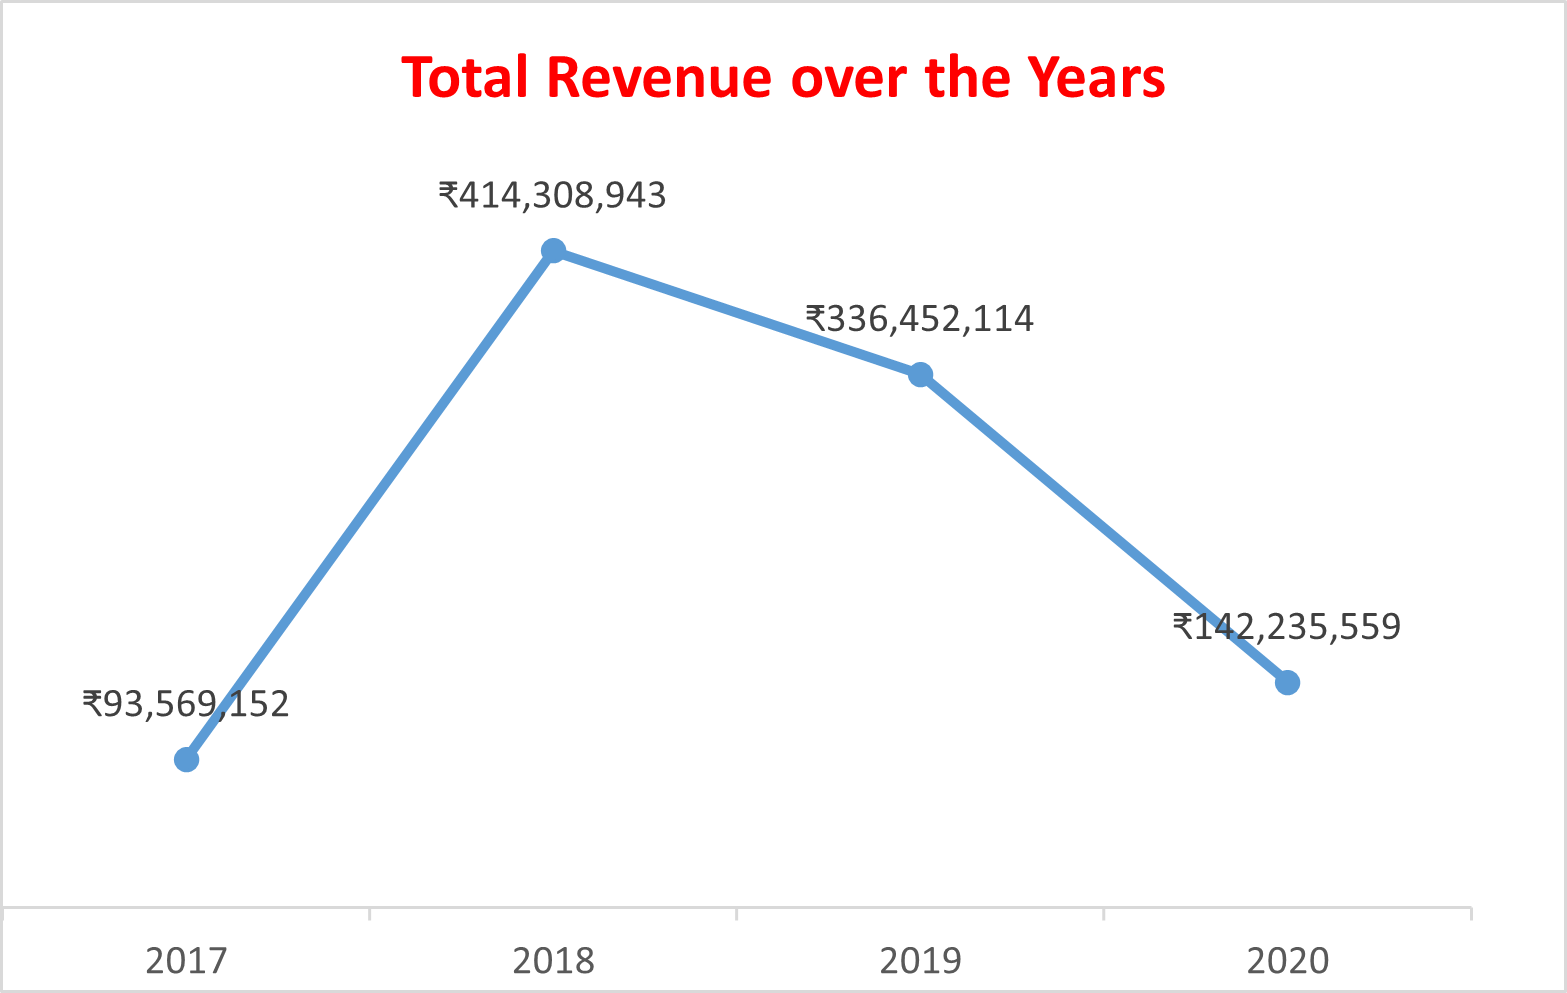 Total Revenue over the Years
₹414,308,943
₹336,452,114
₹142,235,559
₹93,569,152
2017 2018 2019 2020